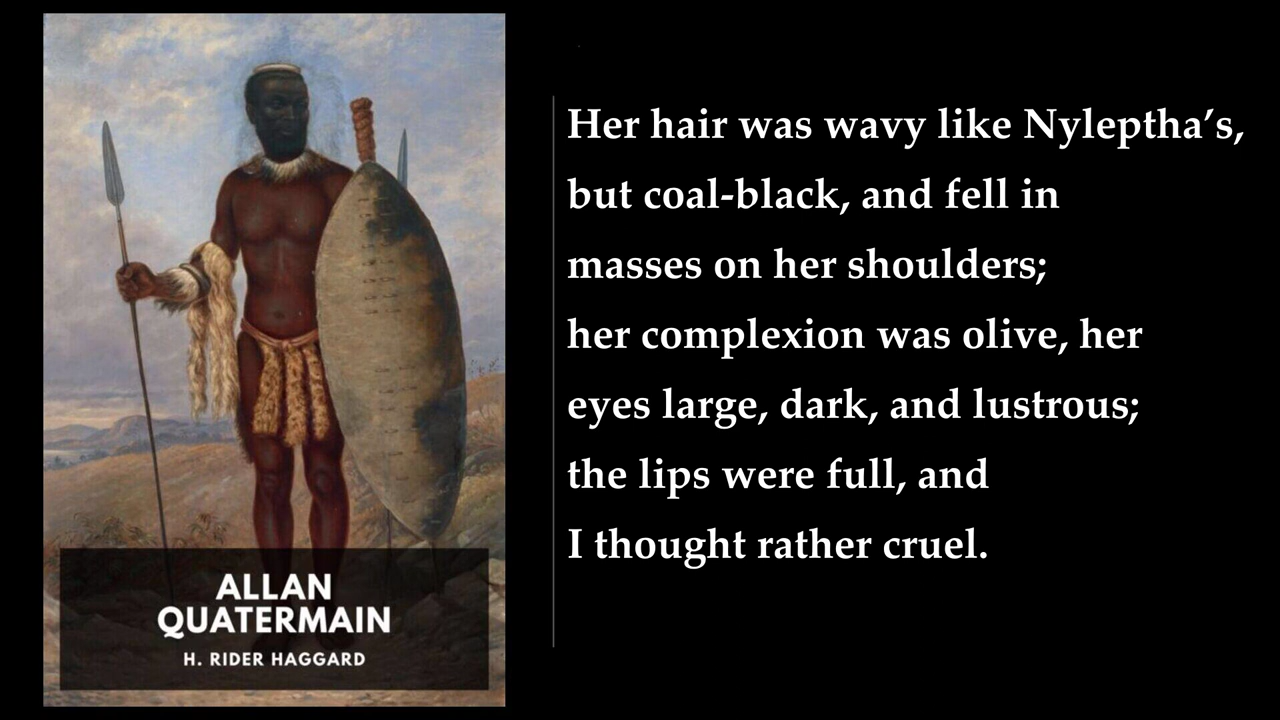 ALLAN
QUATERMAIN
H. RIDER HAGGARD
Her hair was wavy like Nyleptha’s,
but coal-black, and fell in
masses on her shoulders;
her complexion was olive, her
eyes large, dark, and lustrous;
the lips were full, and
I thought rather cruel.